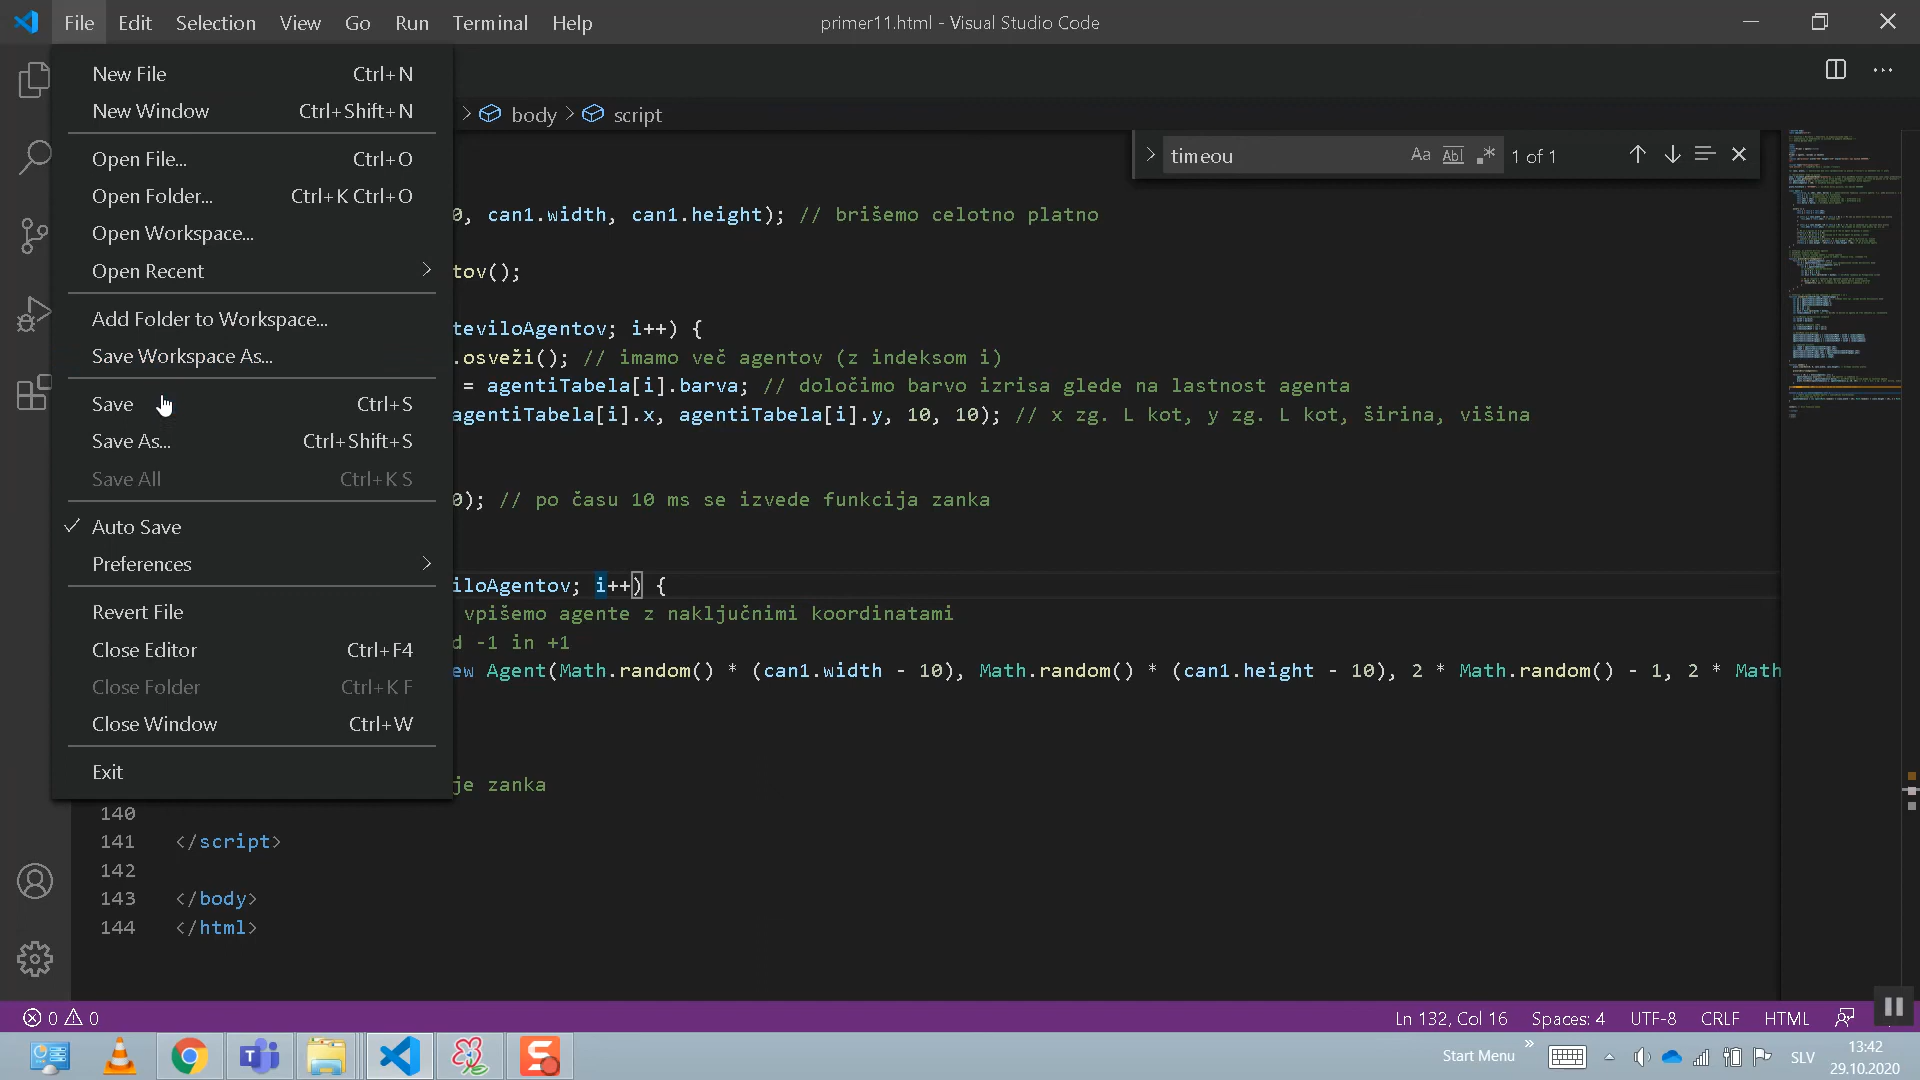 File Edit Selection View Go Run Terminal Help primer11.html - Visual Studio Code
New File Ctrl+N
New Window Ctrl+Shift+N
Open File... Ctrl+O
Open Folder... Ctrl+K Ctrl+O
Open Workspace...
Open Recent
Add Folder to Workspace...
Save Workspace As...
Save Ctrl+S
Save As... Ctrl+Shift+S
Save All Ctrl+K S
Auto Save
Preferences
Revert File
Close Editor Ctrl+F4
Close Folder Ctrl+K F
Close Window Ctrl+W
Exit
> body > script
timeou Aa Abl .* 1 of 1
0, can1.width, can1.height); // brišemo celotno platno
tov();
teviloAgentov; i++) {
.osveži(); // imamo več agentov (z indeksom i)
= agentiTabela[i].barva; // določimo barvo izrisa glede na lastnost agenta
agentiTabela[i].x, agentiTabela[i].y, 10, 10); // x zg. L kot, y zg. L kot, širina, višina
0); // po času 10 ms se izvede funkcija zanka
iloAgentov; i++) {
vpišemo agente z naključnimi koordinatami
d -1 in +1
ew Agent(Math.random() * (can1.width - 10), Math.random() * (can1.height - 10), 2 * Math.random() - 1, 2 * Math
je zanka
140
141 </script>
142
143 </body>
144 </html>
0 0 Ln 132, Col 16 Spaces: 4 UTF-8 CRLF HTML
Start Menu » SLV 13:42
29.10.2020